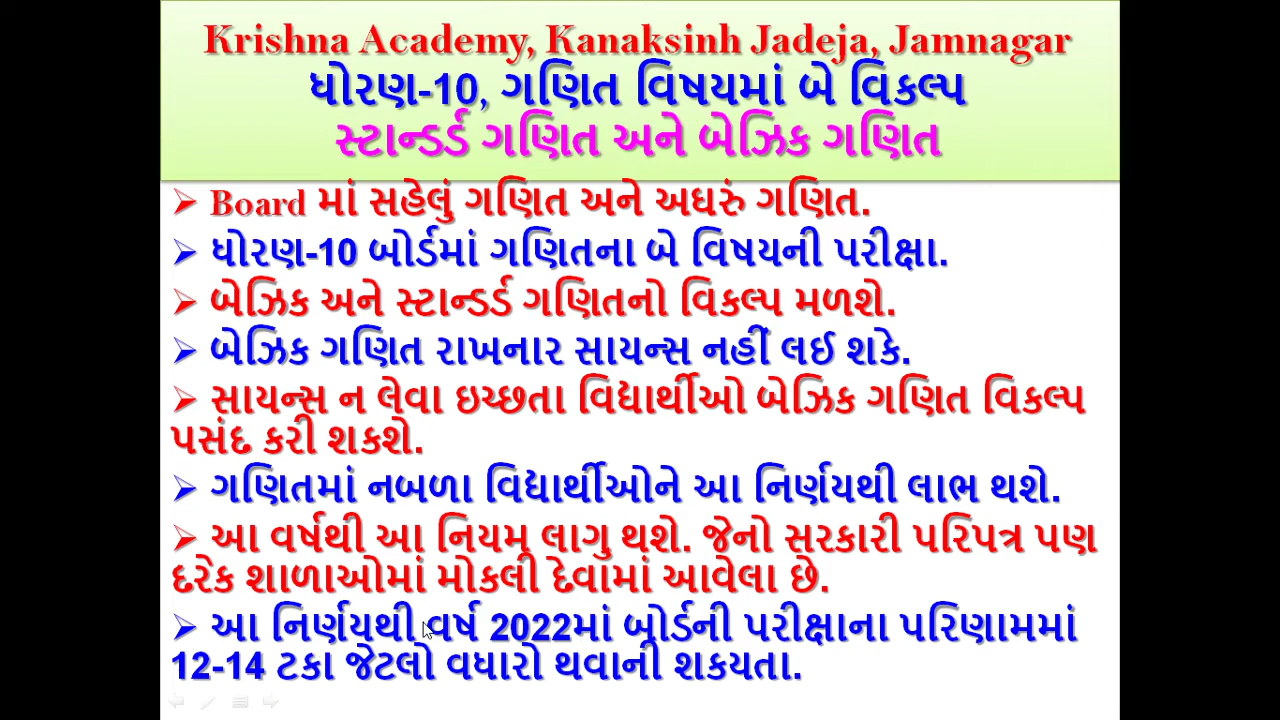 Krishna Academy, Kanaksinh Jadeja, Jamnagar
ધોરણ-10, ગણિત વિષયમાં બે વિકલ્પ
સ્ટાન્ડર્ડ ગણિત અને બેઝિક ગણિત
➢ Board માં સહેલું ગણિત અને અઘરું ગણિત.
➢ ધોરણ-10 બોર્ડમાં ગણિતના બે વિષયની પરીક્ષા.
➢ બેઝિક અને સ્ટાન્ડર્ડ ગણિતનો વિકલ્પ મળશે.
➢ બેઝિક ગણિત રાખનાર સાયન્સ નહીં લઈ શકે.
➢ સાયન્સ ન લેવા ઇચ્છતા વિદ્યાર્થીઓ બેઝિક ગણિત વિકલ્પ
પસંદ કરી શકશે.
➢ ગણિતમાં નબળા વિદ્યાર્થીઓને આ નિર્ણયથી લાભ થશે.
➢ આ વર્ષથી આ નિયમ લાગુ થશે. જેનો સરકારી પરિપત્ર પણ
દરેક શાળાઓમાં મોકલી દેવામાં આવેલા છે.
➢ આ નિર્ણયથી વર્ષ 2022માં બોર્ડની પરીક્ષાના પરિણામમાં
12-14 ટકા જેટલો વધારો થવાની શકયતા.